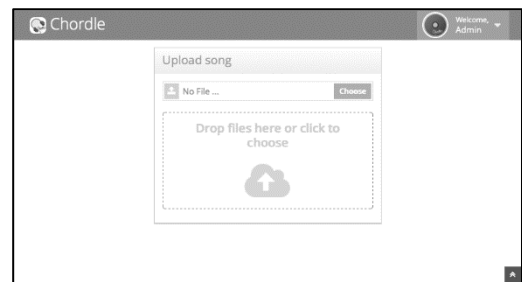 Chordle
Welcome,
Admin
Upload song
No File ...
Choose
Drop files here or click to
choose